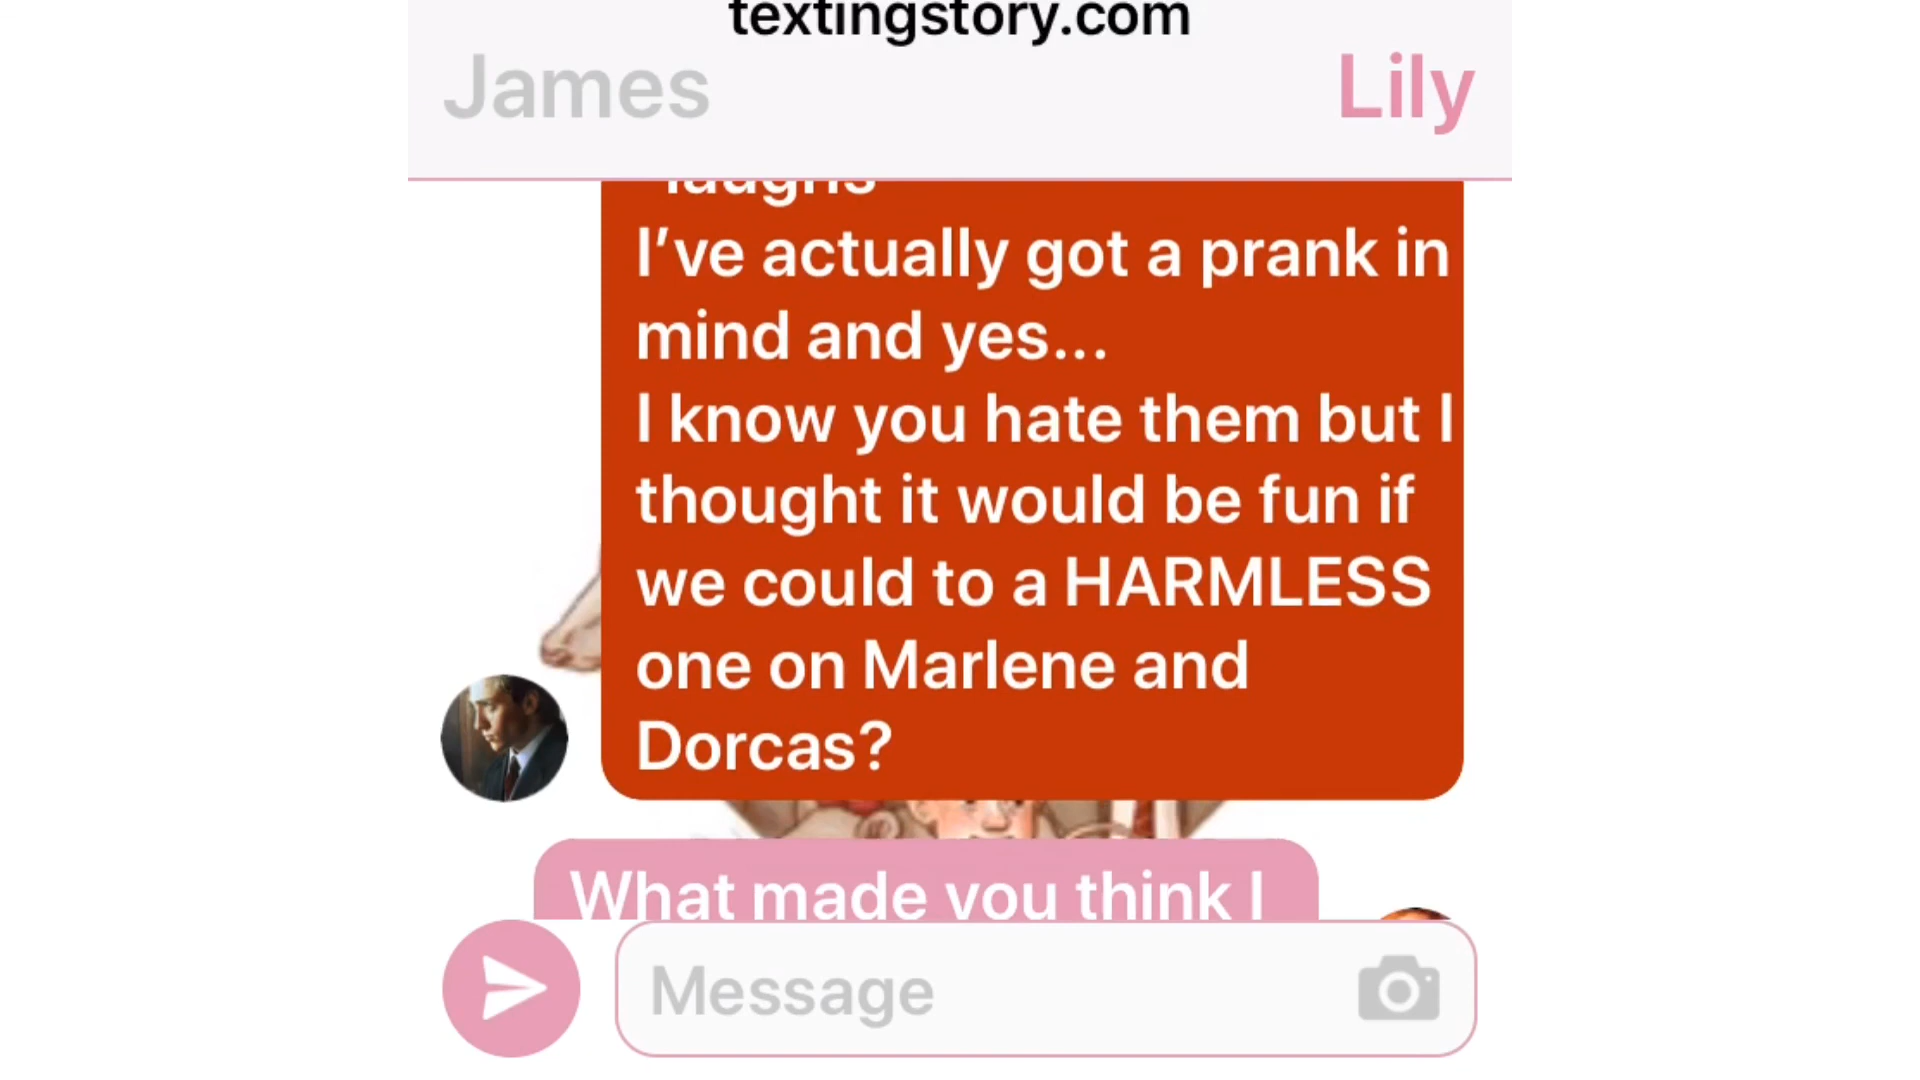 textingstory.com
James
Lily
laughs
I’ve actually got a prank in
mind and yes...
I know you hate them but I
thought it would be fun if
we could to a HARMLESS
one on Marlene and
Dorcas?
What made you think I
Message